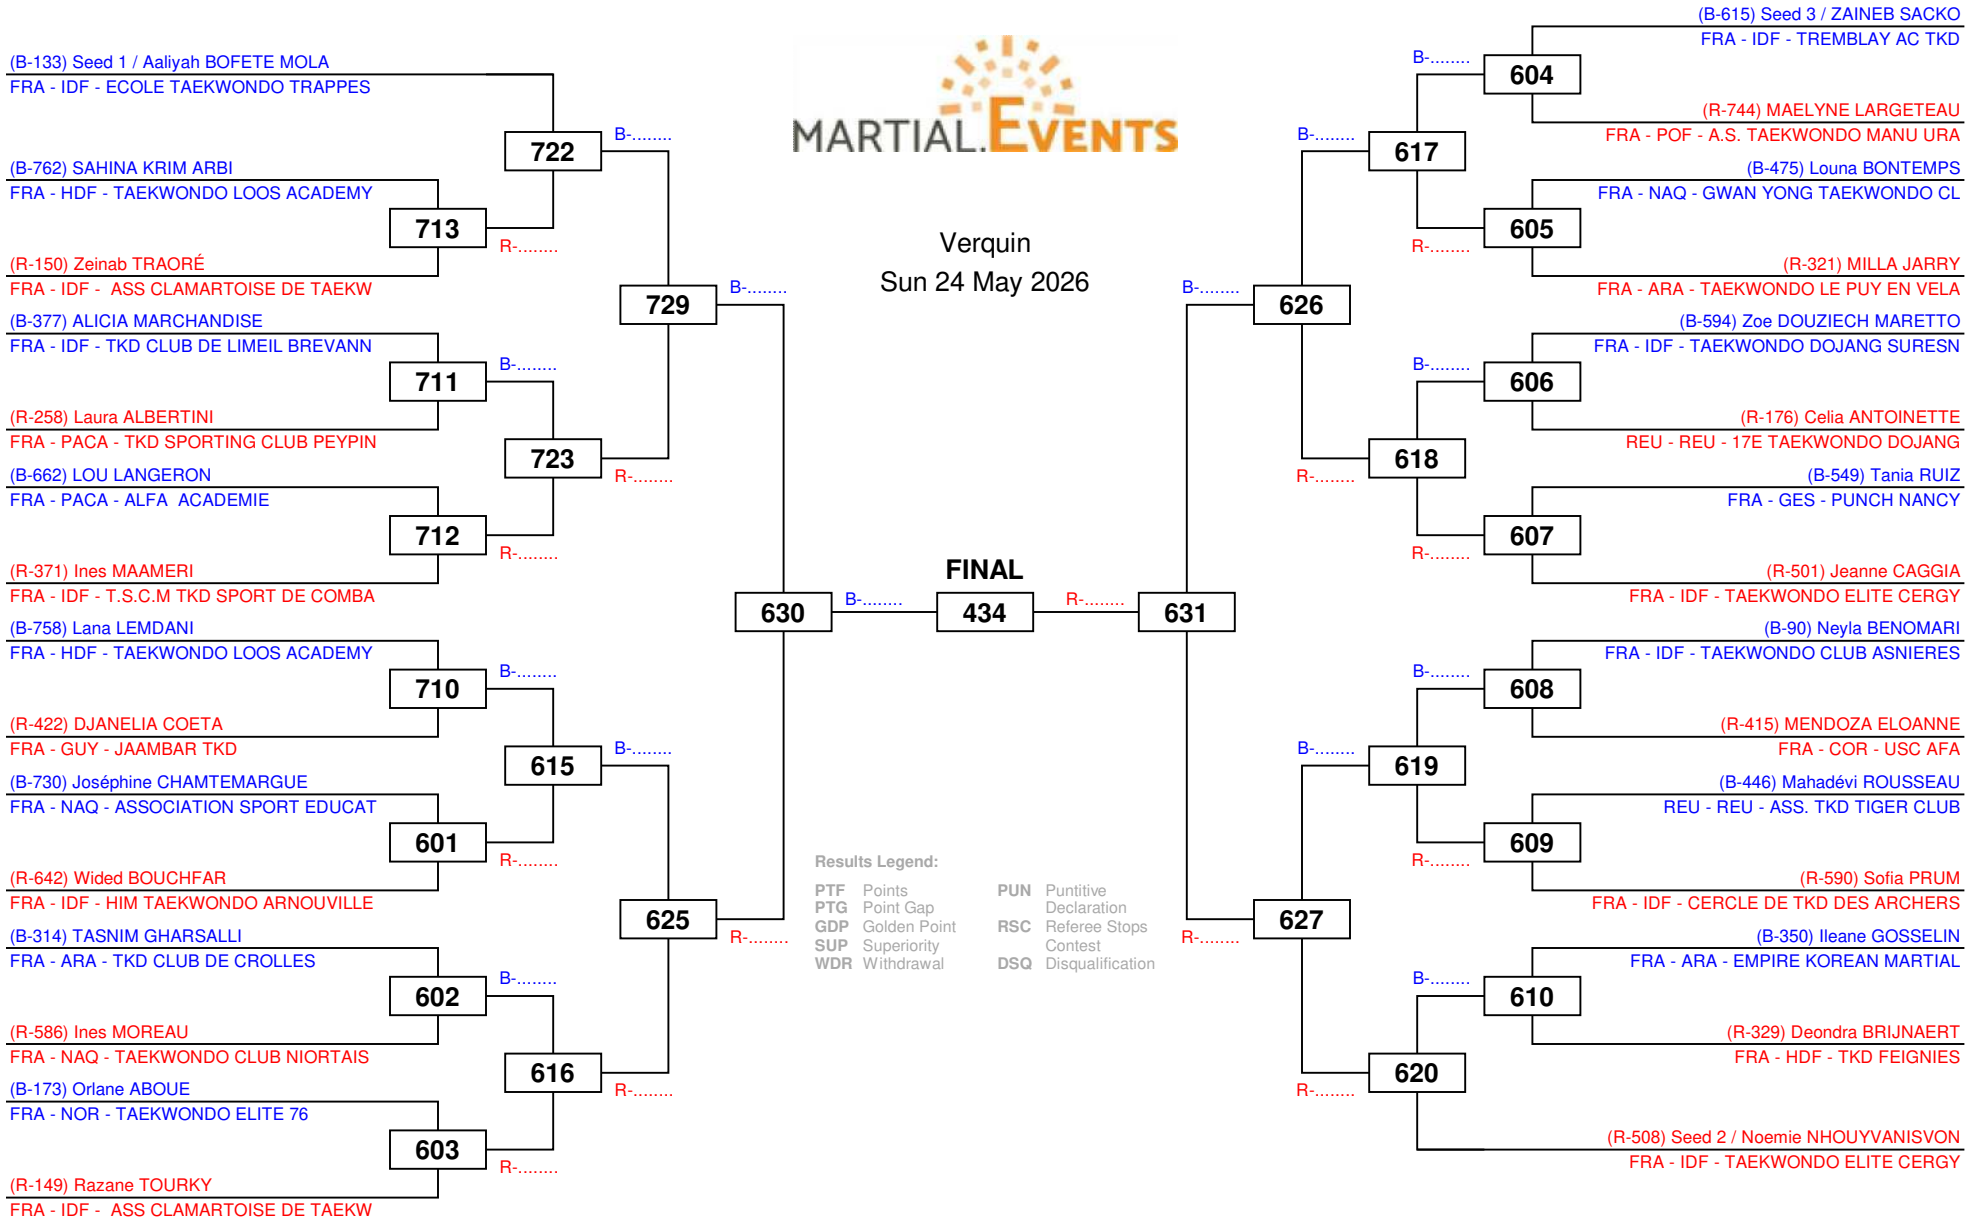 (B-133) Seed 1 / Aaliyah BOFETE MOLA
FRA - IDF - ECOLE TAEKWONDO TRAPPES
(B-762) SAHINA KRIM ARBI
FRA - HDF - TAEKWONDO LOOS ACADEMY
(R-150) Zeinab TRAORÉ
FRA - IDF - ASS CLAMARTOISE DE TAEKW
(B-377) ALICIA MARCHANDISE
FRA - IDF - TKD CLUB DE LIMEIL BREVANN
(R-258) Laura ALBERTINI
FRA - PACA - TKD SPORTING CLUB PEYPIN
(B-662) LOU LANGERON
FRA - PACA - ALFA ACADEMIE
(R-371) Ines MAAMERI
FRA - IDF - T.S.C.M TKD SPORT DE COMBA
(B-758) Lana LEMDANI
FRA - HDF - TAEKWONDO LOOS ACADEMY
(R-422) DJANELIA COETA
FRA - GUY - JAAMBAR TKD
(B-730) Joséphine CHAMTEMARGUE
FRA - NAQ - ASSOCIATION SPORT EDUCAT
(R-642) Wided BOUCHFAR
FRA - IDF - HIM TAEKWONDO ARNOUVILLE
(B-314) TASNIM GHARSALLI
FRA - ARA - TKD CLUB DE CROLLES
(R-586) Ines MOREAU
FRA - NAQ - TAEKWONDO CLUB NIORTAIS
(B-173) Orlane ABOUE
FRA - NOR - TAEKWONDO ELITE 76
(R-149) Razane TOURKY
FRA - IDF - ASS CLAMARTOISE DE TAEKW
713
R-........
711
B-........
712
R-........
710
B-........
601
R-........
602
B-........
603
R-........
722
B-........
723
R-........
615
B-........
616
R-........
729
B-........
625
R-........
630
B-........
MARTIAL.EVENTS
Verquin
Sun 24 May 2026
FINAL
434
R-........
631
Results Legend:
PTF Points
PTG Point Gap
GDP Golden Point
SUP Superiority
WDR Withdrawal
PUN Puntitive
Declaration
RSC Referee Stops
Contest
DSQ Disqualification
B-........
626
R-........
627
B-........
617
R-........
618
B-........
619
R-........
620
B-........
604
R-........
605
B-........
606
R-........
607
B-........
608
R-........
609
B-........
610
(B-615) Seed 3 / ZAINEB SACKO
FRA - IDF - TREMBLAY AC TKD
(R-744) MAELYNE LARGETEAU
FRA - POF - A.S. TAEKWONDO MANU URA
(B-475) Louna BONTEMPS
FRA - NAQ - GWAN YONG TAEKWONDO CL
(R-321) MILLA JARRY
FRA - ARA - TAEKWONDO LE PUY EN VELA
(B-594) Zoe DOUZIECH MARETTO
FRA - IDF - TAEKWONDO DOJANG SURESN
(R-176) Celia ANTOINETTE
REU - REU - 17E TAEKWONDO DOJANG
(B-549) Tania RUIZ
FRA - GES - PUNCH NANCY
(R-501) Jeanne CAGGIA
FRA - IDF - TAEKWONDO ELITE CERGY
(B-90) Neyla BENOMARI
FRA - IDF - TAEKWONDO CLUB ASNIERES
(R-415) MENDOZA ELOANNE
FRA - COR - USC AFA
(B-446) Mahadévi ROUSSEAU
REU - REU - ASS. TKD TIGER CLUB
(R-590) Sofia PRUM
FRA - IDF - CERCLE DE TKD DES ARCHERS
(B-350) Ileane GOSSELIN
FRA - ARA - EMPIRE KOREAN MARTIAL
(R-329) Deondra BRIJNAERT
FRA - HDF - TKD FEIGNIES
(R-508) Seed 2 / Noemie NHOUYVANISVON
FRA - IDF - TAEKWONDO ELITE CERGY